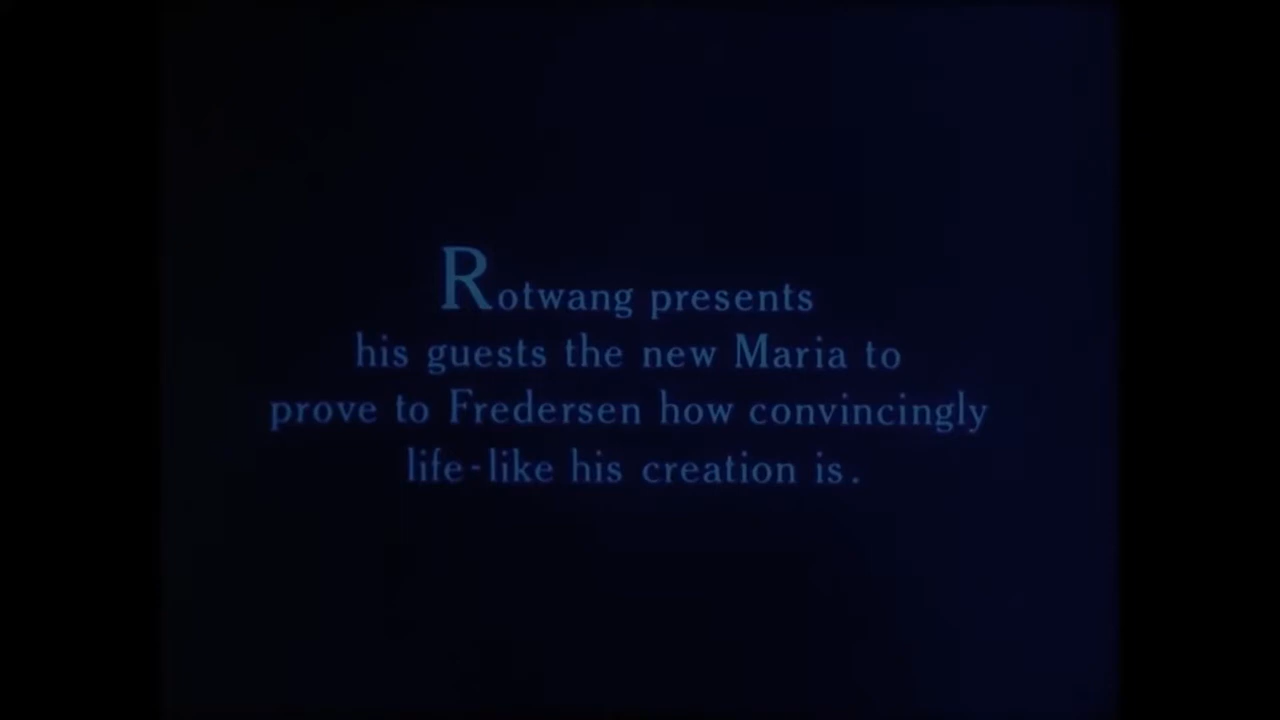 Rotwang presents
his guests the new Maria to
prove to Fredersen how convincingly
life-like his creation is.